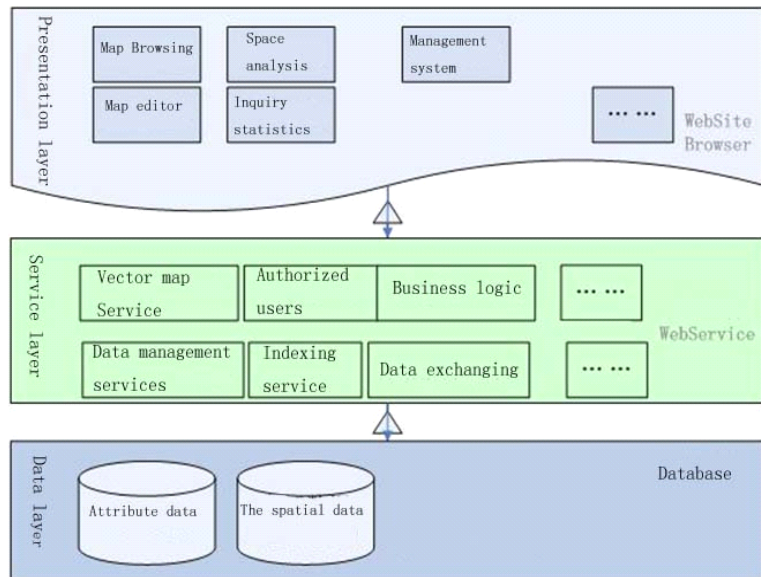 Presentation layer
Map Browsing
Space
analysis
Management
system
Map editor
Inquiry
statistics
... ...
WebSite
Browser
Service layer
Vector map
Service
Authorized
users
Business logic
... ...
WebService
Data management
services
Indexing
service
Data exchanging
... ...
Data layer
Attribute data
The spatial data
Database